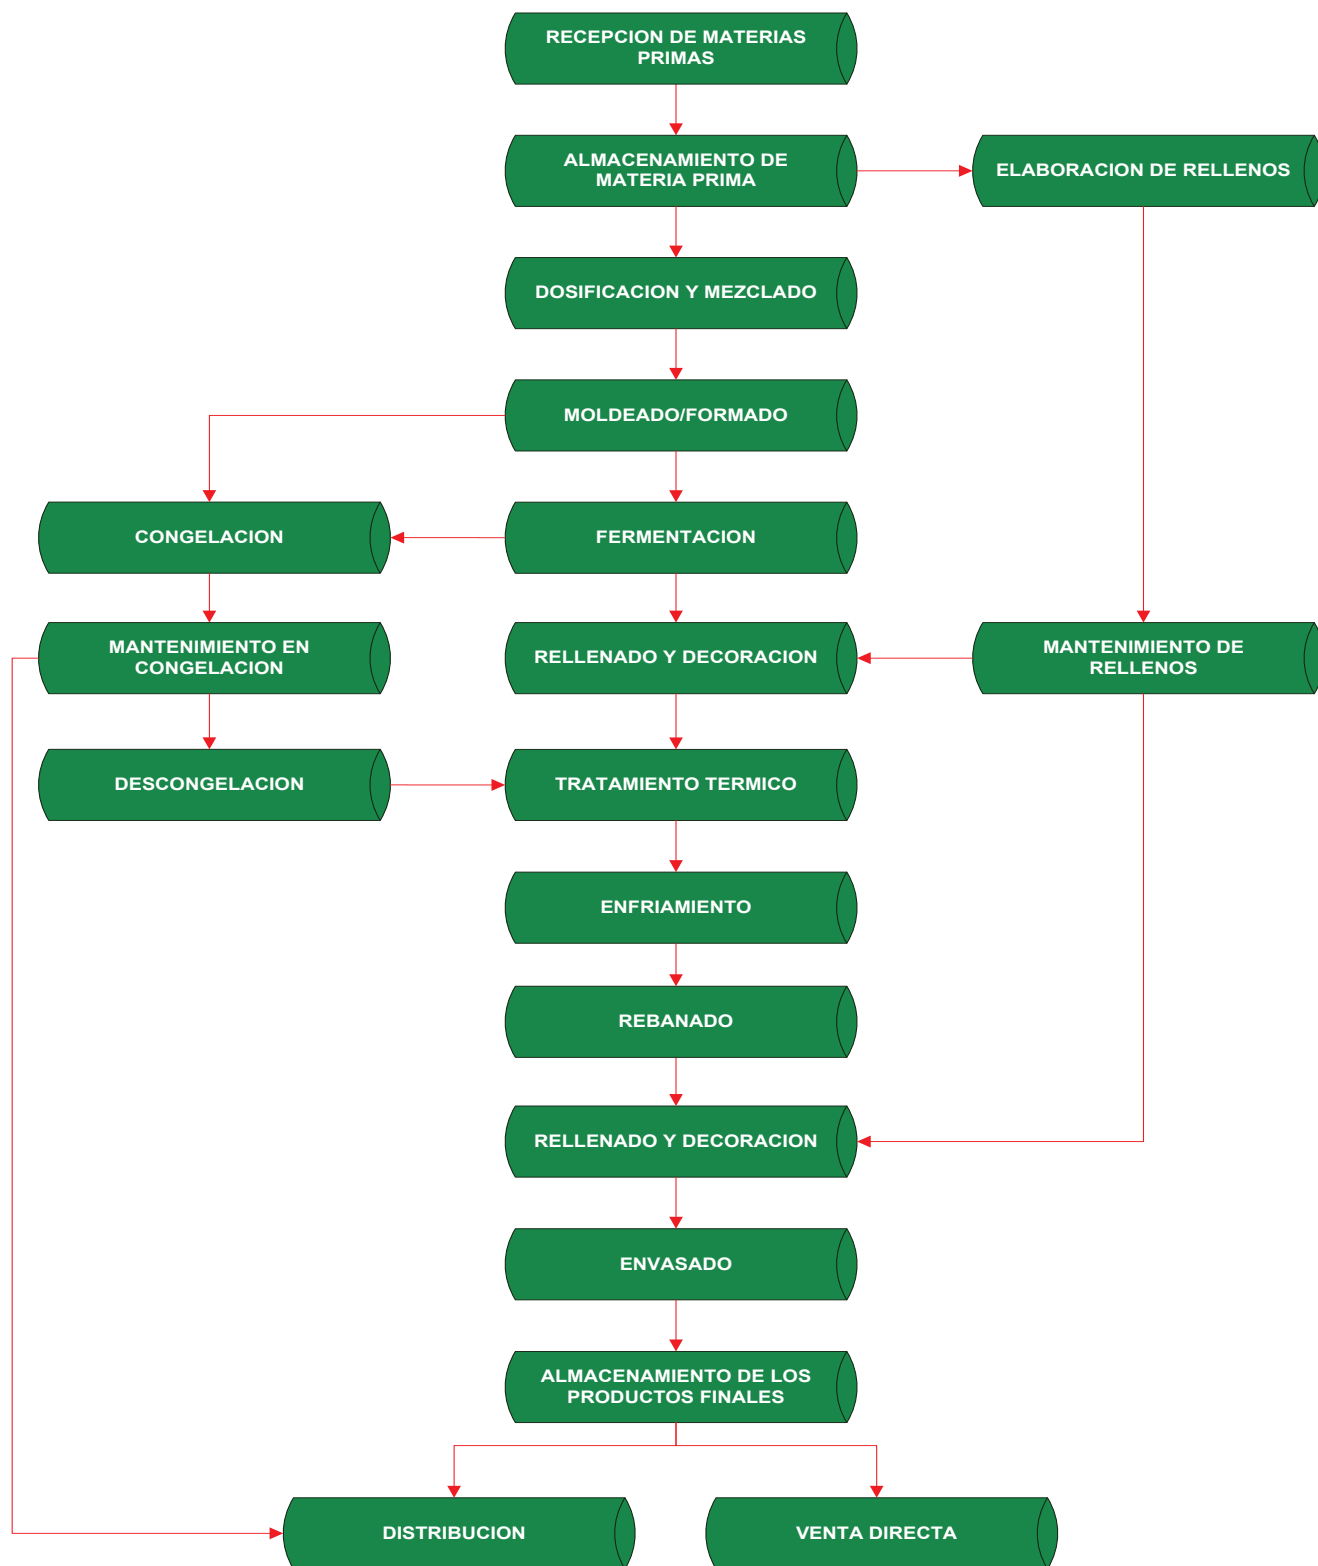 RECEPCION DE MATERIAS
PRIMAS
ALMACENAMIENTO DE
MATERIA PRIMA
ELABORACION DE RELLENOS
DOSIFICACION Y MEZCLADO
MOLDEADO/FORMADO
CONGELACION
FERMENTACION
MANTENIMIENTO EN
CONGELACION
RELLENADO Y DECORACION
MANTENIMIENTO DE
RELLENOS
DESCONGELACION
TRATAMIENTO TERMICO
ENFRIAMIENTO
REBANADO
RELLENADO Y DECORACION
ENVASADO
ALMACENAMIENTO DE LOS
PRODUCTOS FINALES
DISTRIBUCION
VENTA DIRECTA